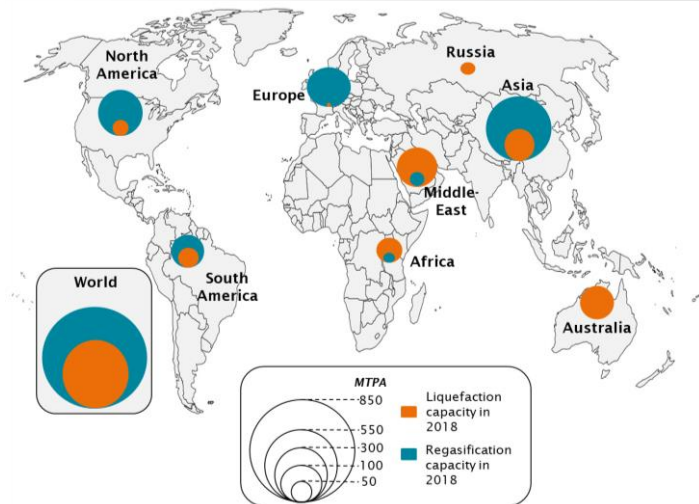 North
America
Europe
Russia
Asia
Middle-
East
Africa
South
America
Australia
World
MTPA
850
550
300
100
50
Liquefaction
capacity in
2018
Regasification
capacity in
2018